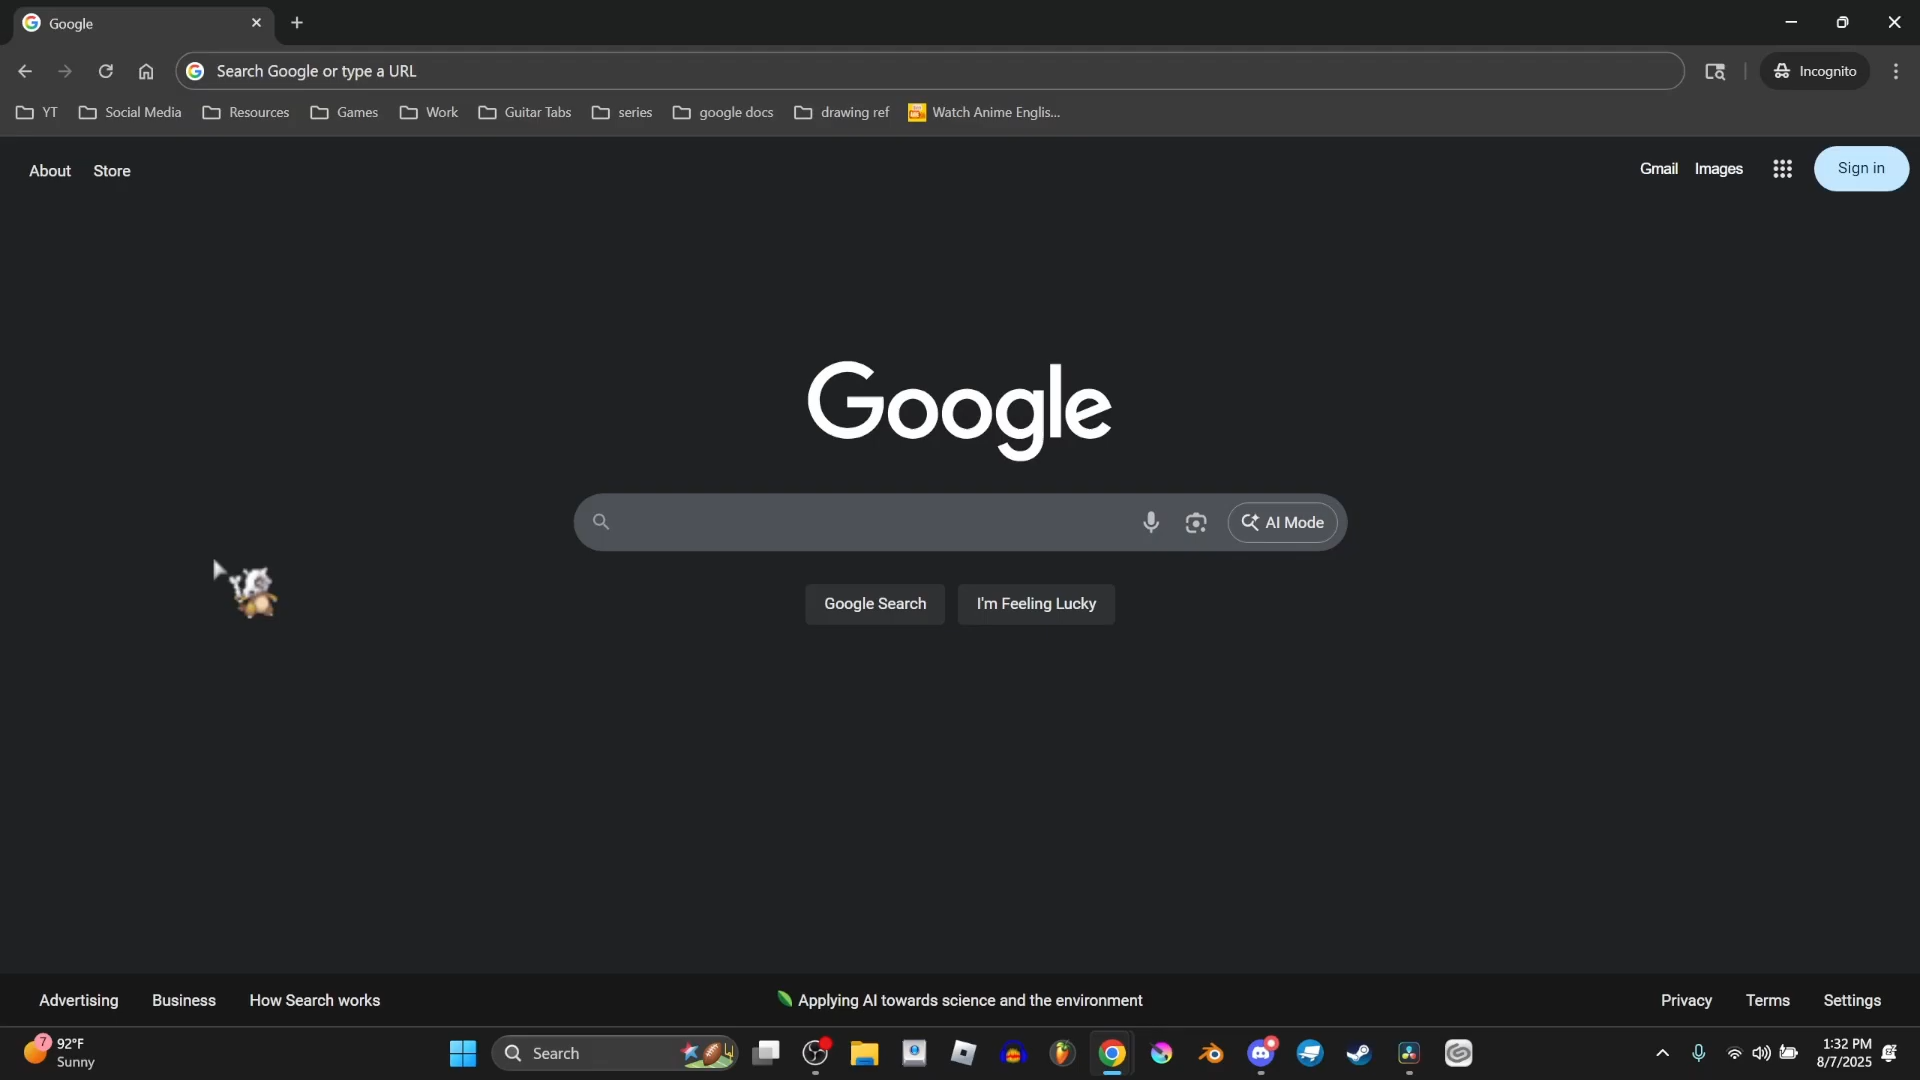 Google
Search Google or type a URL
Incognito
YT
Social Media
Resources
Games
Work
Guitar Tabs
series
google docs
drawing ref
Watch Anime Englis...
About
Store
Gmail
Images
Sign in
Google
AI Mode
Google Search
I'm Feeling Lucky
Advertising
Business
How Search works
Applying AI towards science and the environment
Privacy
Terms
Settings
7
92°F
Sunny
Search
1:32 PM
8/7/2025